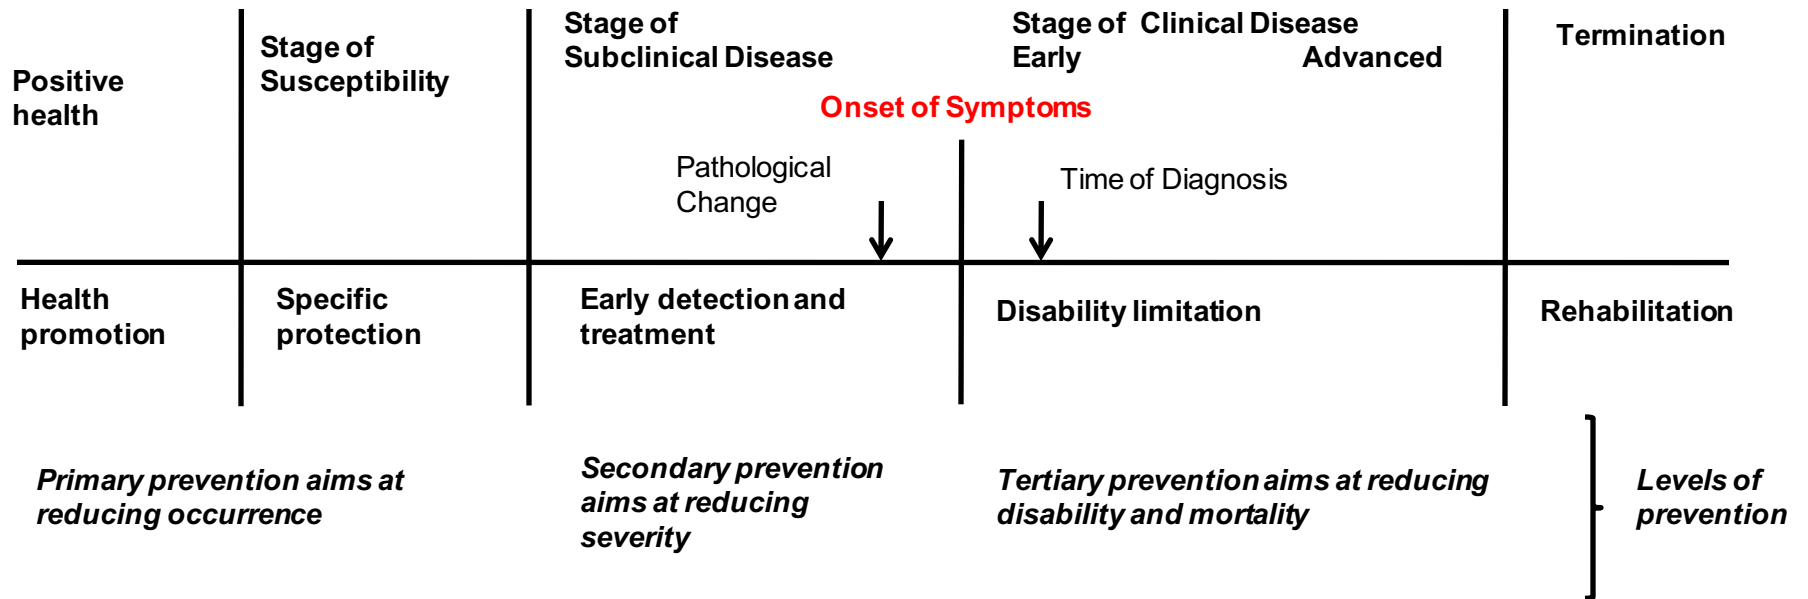 Positive
health
Stage of
Susceptibility
Stage of
Subclinical Disease
Stage of Clinical Disease
Early Advanced
Termination
Onset of Symptoms
Pathological
Change
Time of Diagnosis
Health
promotion
Specific
protection
Early detection and
treatment
Disability limitation
Rehabilitation
Primary prevention aims at
reducing occurrence
Secondary prevention
aims at reducing
severity
Tertiary prevention aims at reducing
disability and mortality
Levels of
prevention